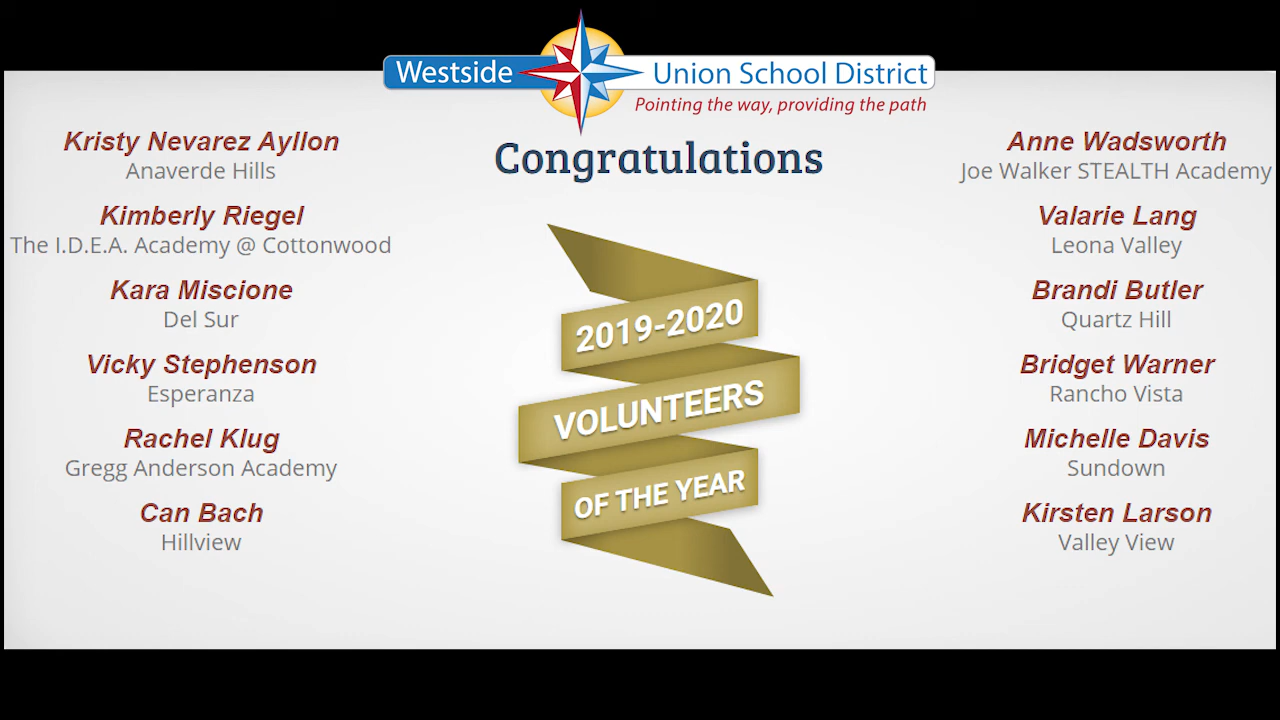 Westside Union School District
Pointing the way, providing the path
Congratulations
Kristy Nevarez Ayllon
Anaverde Hills
Kimberly Riegel
The I.D.E.A. Academy @ Cottonwood
Kara Miscione
Del Sur
Vicky Stephenson
Esperanza
Rachel Klug
Gregg Anderson Academy
Can Bach
Hillview
2019-2020
VOLUNTEERS
OF THE YEAR
Anne Wadsworth
Joe Walker STEALTH Academy
Valarie Lang
Leona Valley
Brandi Butler
Quartz Hill
Bridget Warner
Rancho Vista
Michelle Davis
Sundown
Kirsten Larson
Valley View